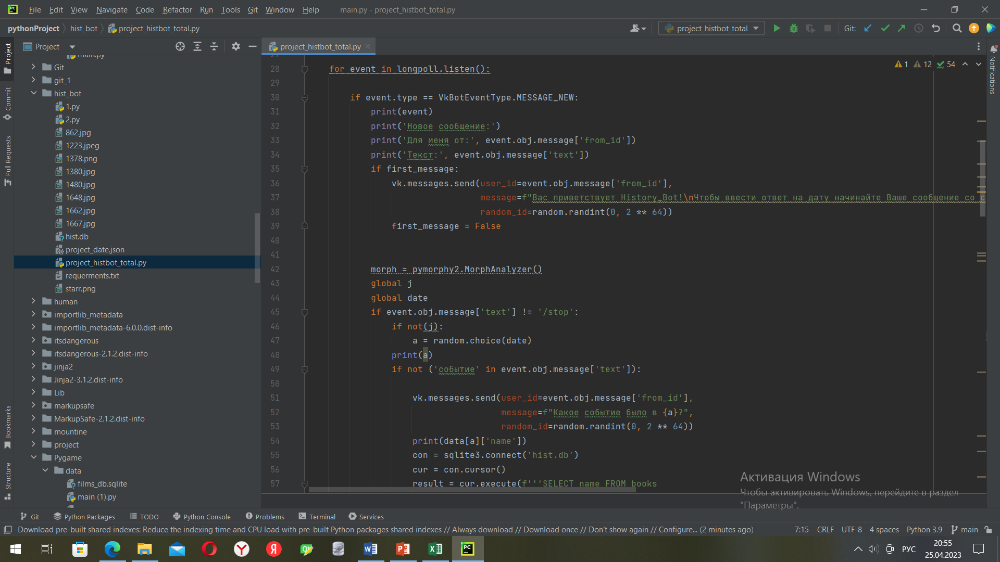 File Edit View Navigate Code Refactor Run Tools Git Window Help main.py - project_histbot_total.py
pythonProject hist_bot project_histbot_total.py project_histbot_total Git:
Project
project_histbot_total.py
main.py
Git
git_1
hist_bot
1.py
2.py
862.jpg
1223.jpeg
1378.png
1380.jpg
1480.jpg
1648.jpg
1662.jpg
1667.jpg
hist.db
project_date.json
project_histbot_total.py
requerments.txt
starr.png
human
importlib_metadata
importlib_metadata-6.0.0.dist-info
itsdangerous
itsdangerous-2.1.2.dist-info
jinja2
Jinja2-3.1.2.dist-info
Lib
markupsafe
MarkupSafe-2.1.2.dist-info
mountine
project
Pygame
data
films_db.sqlite
main (1).py
Project
Commit
Pull Requests
Bookmarks
Structure
Notifications
1 12 54
27
28 for event in longpoll.listen():
29
30 if event.type == VkBotEventType.MESSAGE_NEW:
31 print(event)
32 print('Новое сообщение:')
33 print('Для меня от:', event.obj.message['from_id'])
34 print('Текст:', event.obj.message['text'])
35 if first_message:
36 vk.messages.send(user_id=event.obj.message['from_id'],
37 message=f"Вас приветствует History_Bot!\nЧтобы ввести ответ на дату начинайте Ваше сообщение со с
38 random_id=random.randint(0, 2 ** 64))
39 first_message = False
40
41
42 morph = pymorphy2.MorphAnalyzer()
43 global j
44 global date
45 if event.obj.message['text'] != '/stop':
46 if not(j):
47 a = random.choice(date)
48 print(a)
49 if not ('событие' in event.obj.message['text']):
50
51 vk.messages.send(user_id=event.obj.message['from_id'],
52 message=f"Какое событие было в {a}?",
53 random_id=random.randint(0, 2 ** 64))
54 print(data[a]['name'])
55 con = sqlite3.connect('hist.db')
56 cur = con.cursor()
57 result = cur.execute(f'''SELECT name FROM books
Активация Windows
Чтобы активировать Windows, перейдите в раздел
"Параметры".
Git Python Packages TODO Python Console Problems Terminal Services
Download pre-built shared indexes: Reduce the indexing time and CPU load with pre-built Python packages shared indexes // Always download // Download once // Don't show again // Configure... (2 minutes ago) 7:15 CRLF UTF-8 4 spaces Python 3.9 main
РУС
20:55
25.04.2023